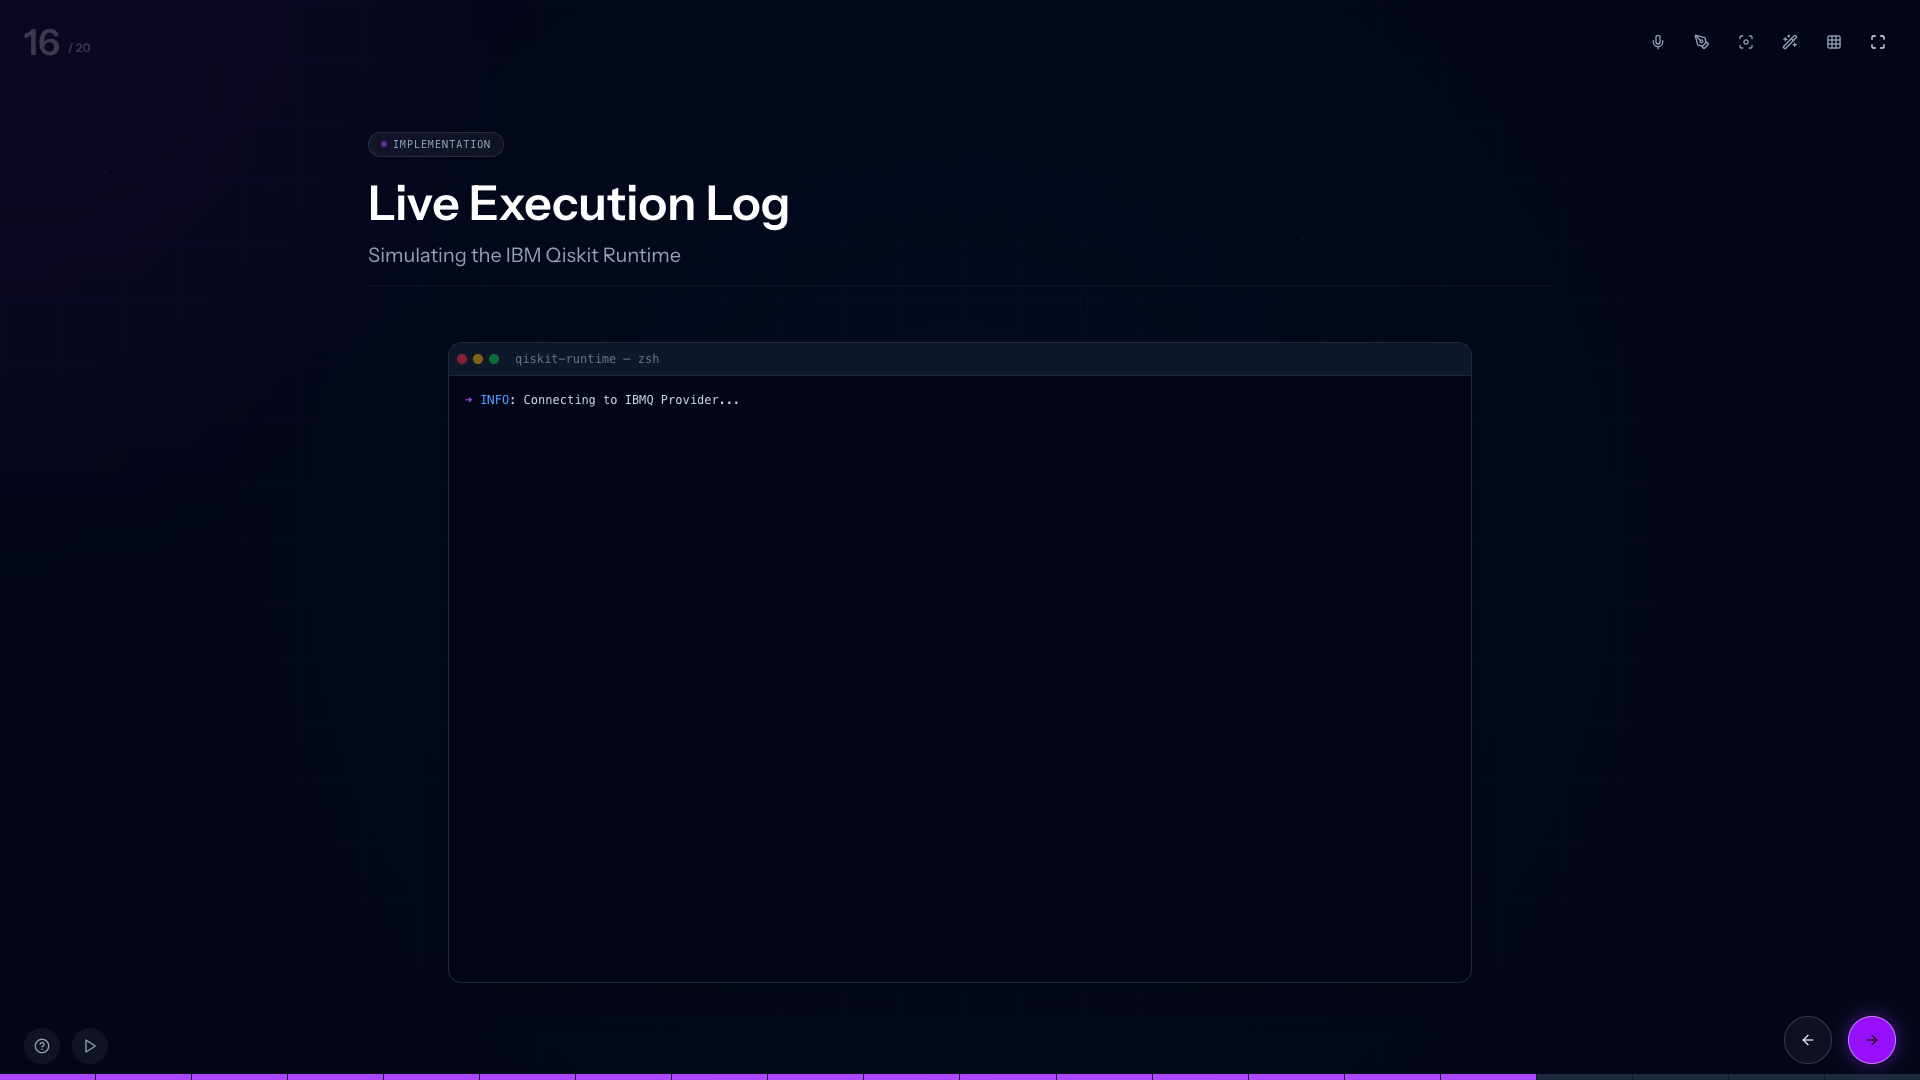 16 / 20
IMPLEMENTATION
Live Execution Log
Simulating the IBM Qiskit Runtime
qiskit-runtime — zsh
➜ INFO: Connecting to IBMQ Provider...